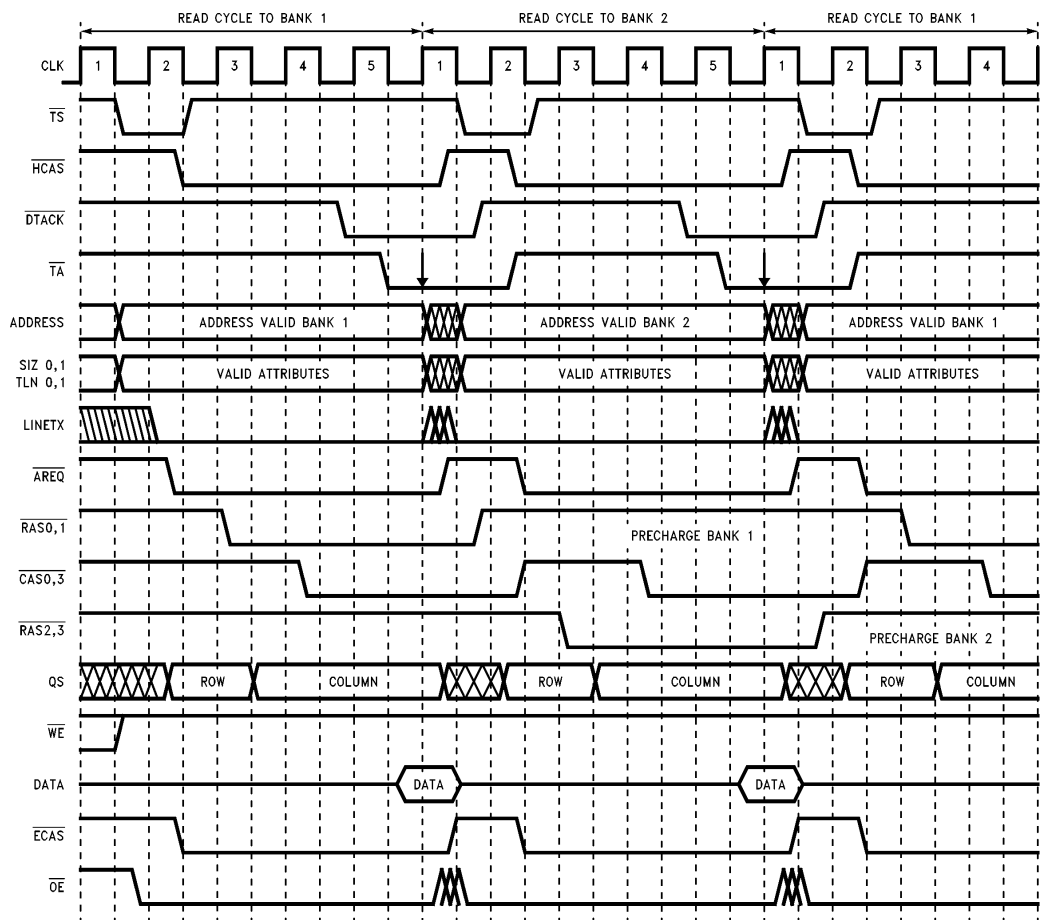 READ CYCLE TO BANK 1 READ CYCLE TO BANK 2 READ CYCLE TO BANK 1
CLK 1 2 3 4 5 1 2 3 4 5 1 2 3 4
TS
HCAS
DTACK
TA
ADDRESS ADDRESS VALID BANK 1 ADDRESS VALID BANK 2 ADDRESS VALID BANK 1
SIZ 0,1
TLN 0,1 VALID ATTRIBUTES VALID ATTRIBUTES VALID ATTRIBUTES
LINETX
AREQ
RAS0,1 PRECHARGE BANK 1
CAS0,3
RAS2,3 PRECHARGE BANK 2
QS ROW COLUMN ROW COLUMN ROW COLUMN
WE
DATA DATA DATA
ECAS
OE